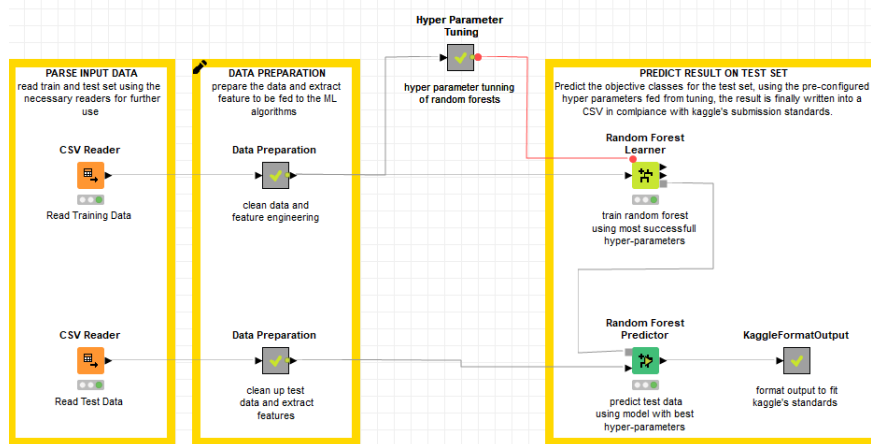 Hyper Parameter
Tuning
hyper parameter tunning
of random forests
PARSE INPUT DATA
read train and test set using the
necessary readers for further
use
CSV Reader
Read Training Data
CSV Reader
Read Test Data
DATA PREPARATION
prepare the data and extract
feature to be fed to the ML
algorithms
Data Preparation
clean data and
feature engineering
Data Preparation
clean up test
data and extract
features
PREDICT RESULT ON TEST SET
Predict the objective classes for the test set, using the pre-configured
hyper parameters fed from tuning, the result is finally written into a
CSV in comlpiance with kaggle's submission standards.
Random Forest
Learner
train random forest
using most successfull
hyper-parameters
Random Forest
Predictor
predict test data
using model with best
hyper-parameters
KaggleFormatOutput
format output to fit
kaggle's standards